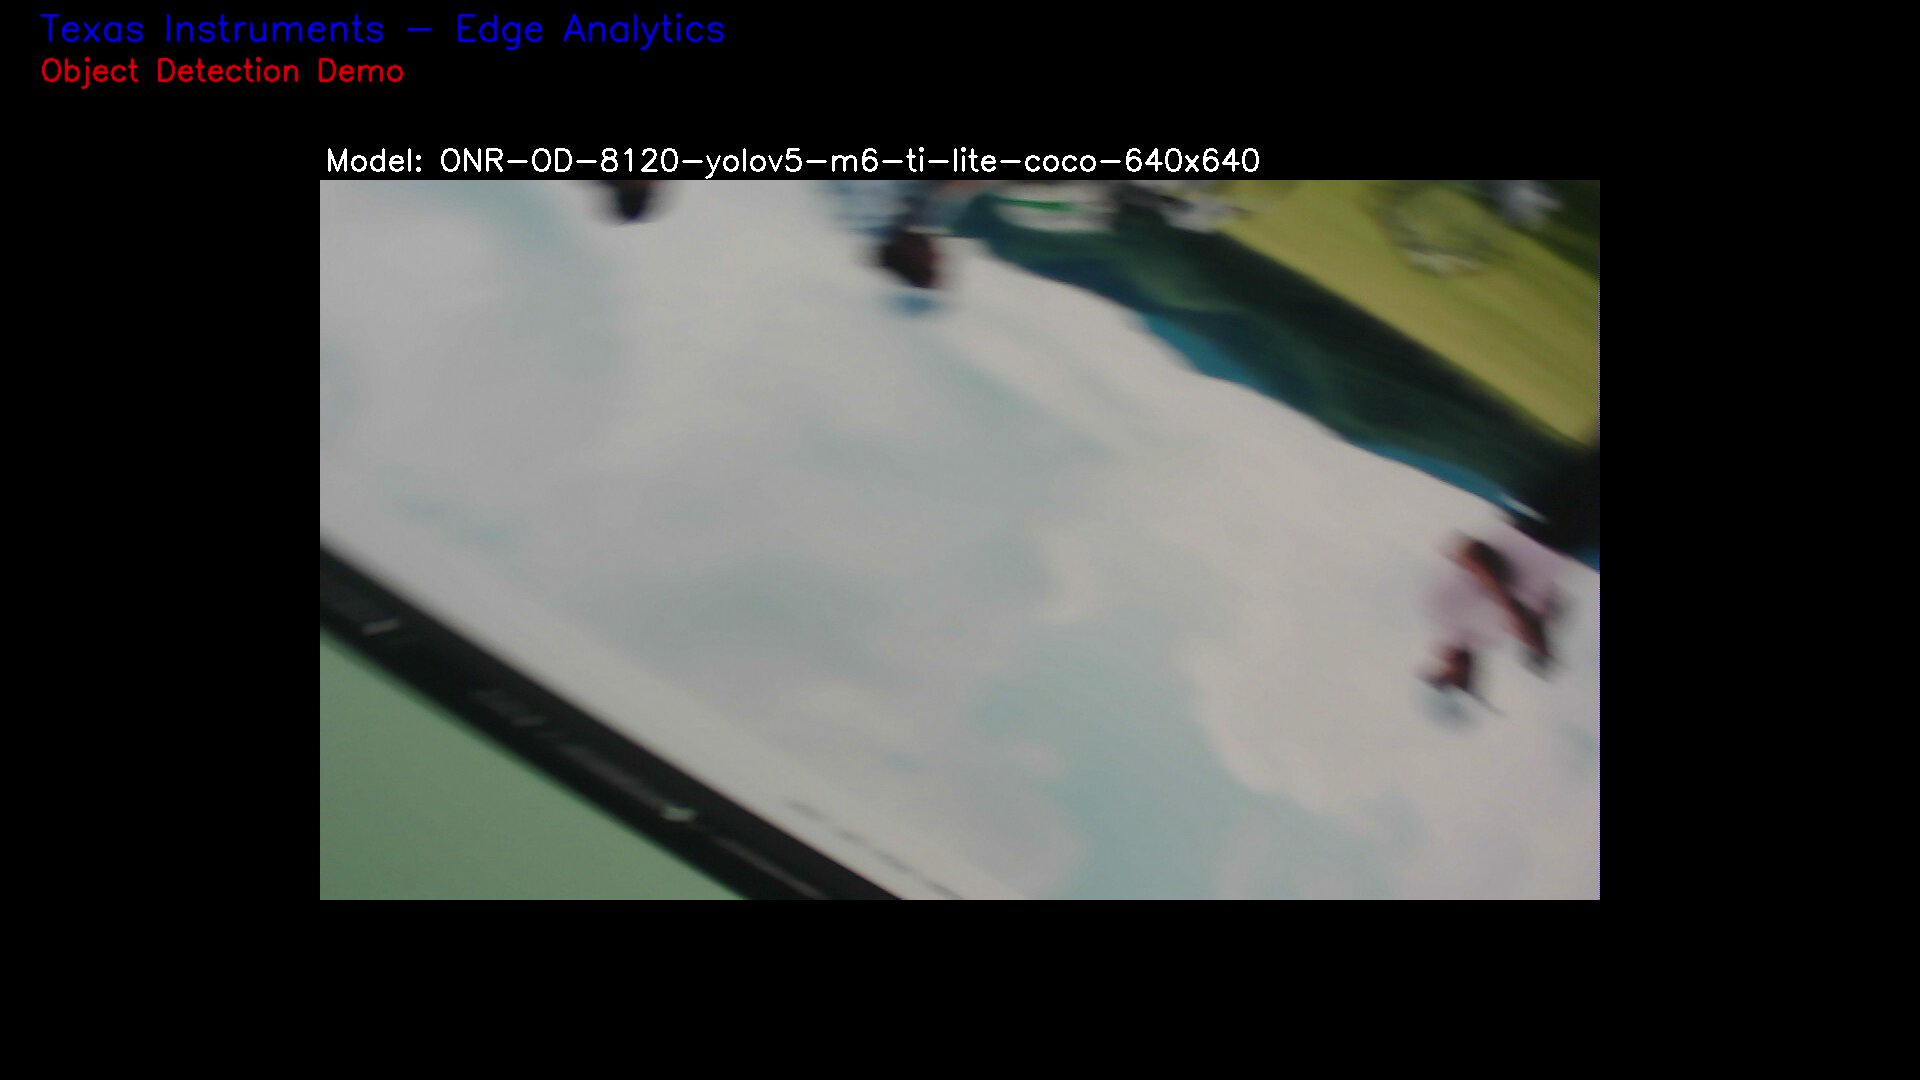 Texas Instruments - Edge Analytics
Object Detection Demo
Model: ONR-OD-8120-yolov5-m6-ti-lite-coco-640x640